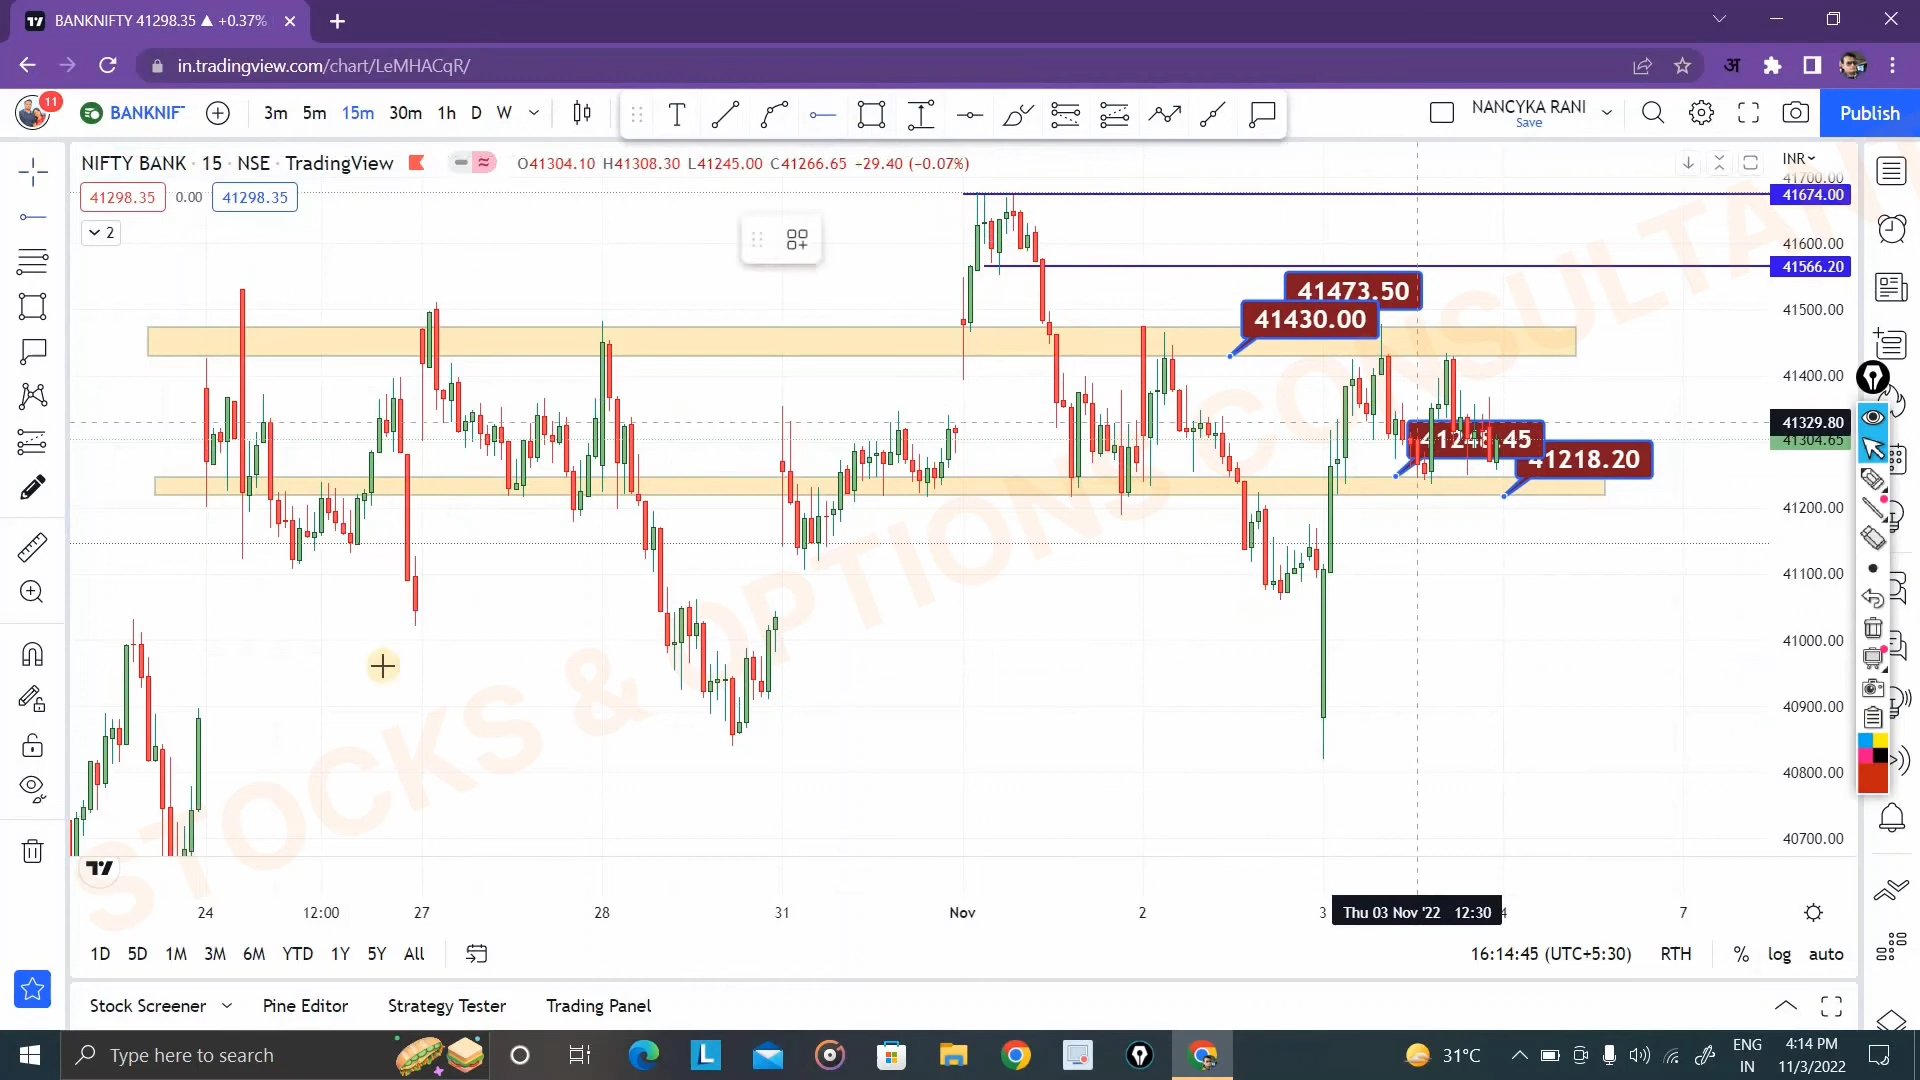 BANKNIFTY 41298.35 ▲ +0.37%
in.tradingview.com/chart/LeMHACqR/
अ
11
BANKNIF
3m 5m 15m 30m 1h D W
NANCYKA RANI
Save
Publish
NIFTY BANK · 15 · NSE · TradingView
O41304.10 H41308.30 L41245.00 C41266.65 −29.40 (−0.07%)
INR
41298.35 0.00 41298.35
2
41700.00
41674.00
41600.00
41566.20
41500.00
41473.50
41430.00
41400.00
41329.80
41304.65
41248.45
41218.20
41200.00
41100.00
41000.00
40900.00
40800.00
40700.00
STOCKS & OPTIONS CONSULTANT
24 12:00 27 28 31 Nov 2 3 Thu 03 Nov '22 12:30 4 7
1D 5D 1M 3M 6M YTD 1Y 5Y All
16:14:45 (UTC+5:30) RTH % log auto
Stock Screener Pine Editor Strategy Tester Trading Panel
Type here to search
L
31°C
ENG
IN
4:14 PM
11/3/2022